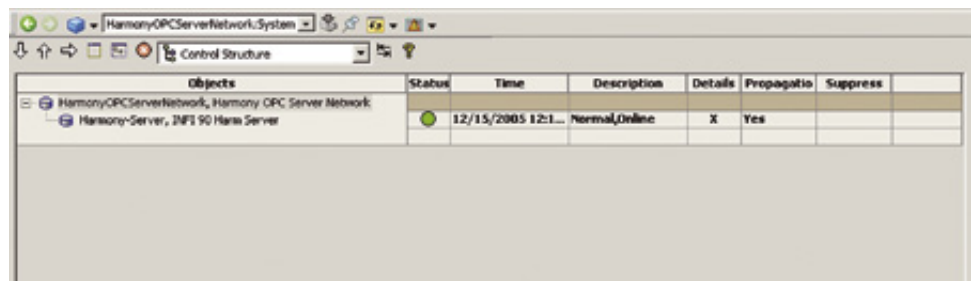 HarmonyOPCServerNetwork:System
Control Structure
Objects Status Time Description Details Propagatio Suppress
HarmonyOPCServerNetwork, Harmony OPC Server Network
Harmony-Server, INFI 90 Harm Server 12/15/2005 12:1... Normal,Online X Yes